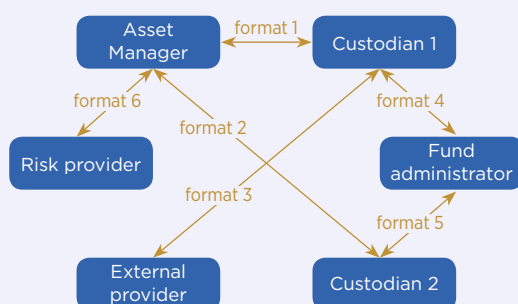 Asset
Manager
format 1
Custodian 1
format 6
format 2
format 4
Risk provider
Fund
administrator
format 3
format 5
External
provider
Custodian 2